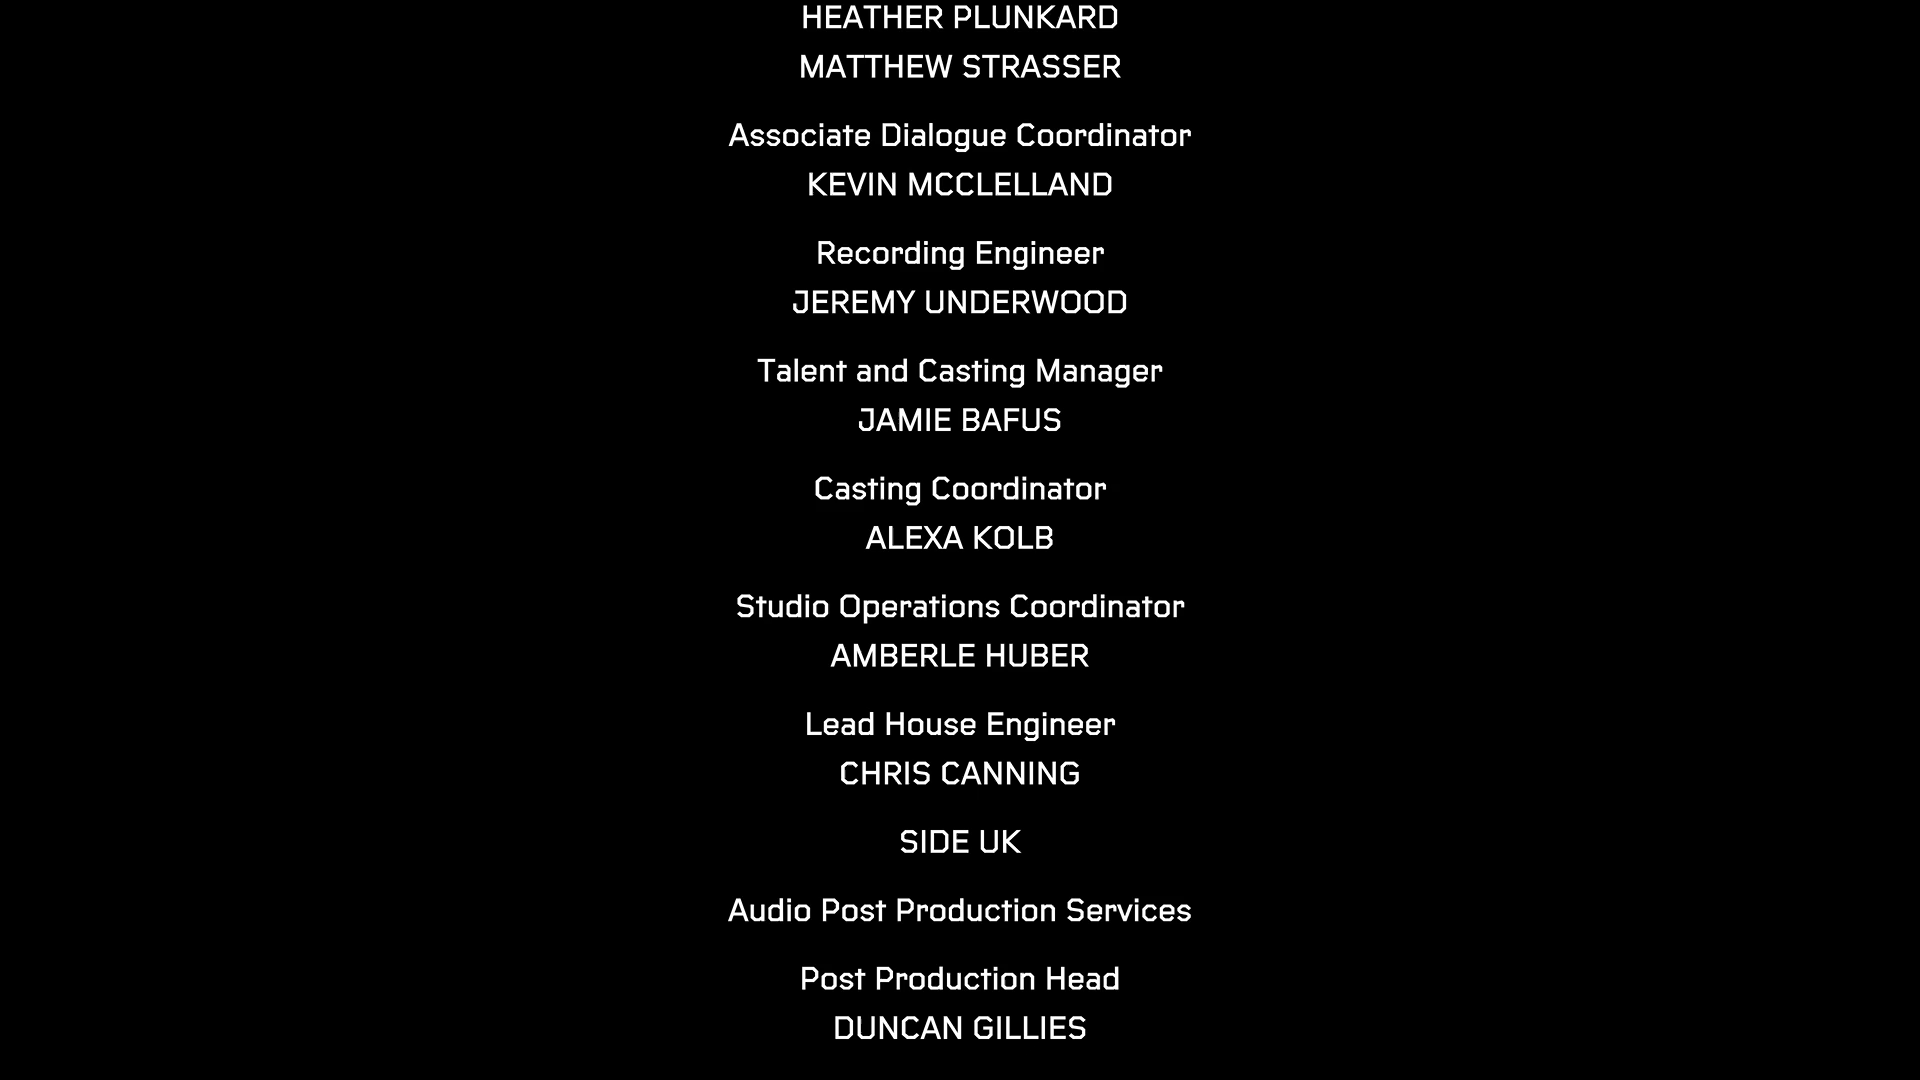 HEATHER PLUNKARD
MATTHEW STRASSER
Associate Dialogue Coordinator
KEVIN MCCLELLAND
Recording Engineer
JEREMY UNDERWOOD
Talent and Casting Manager
JAMIE BAFUS
Casting Coordinator
ALEXA KOLB
Studio Operations Coordinator
AMBERLE HUBER
Lead House Engineer
CHRIS CANNING
SIDE UK
Audio Post Production Services
Post Production Head
DUNCAN GILLIES